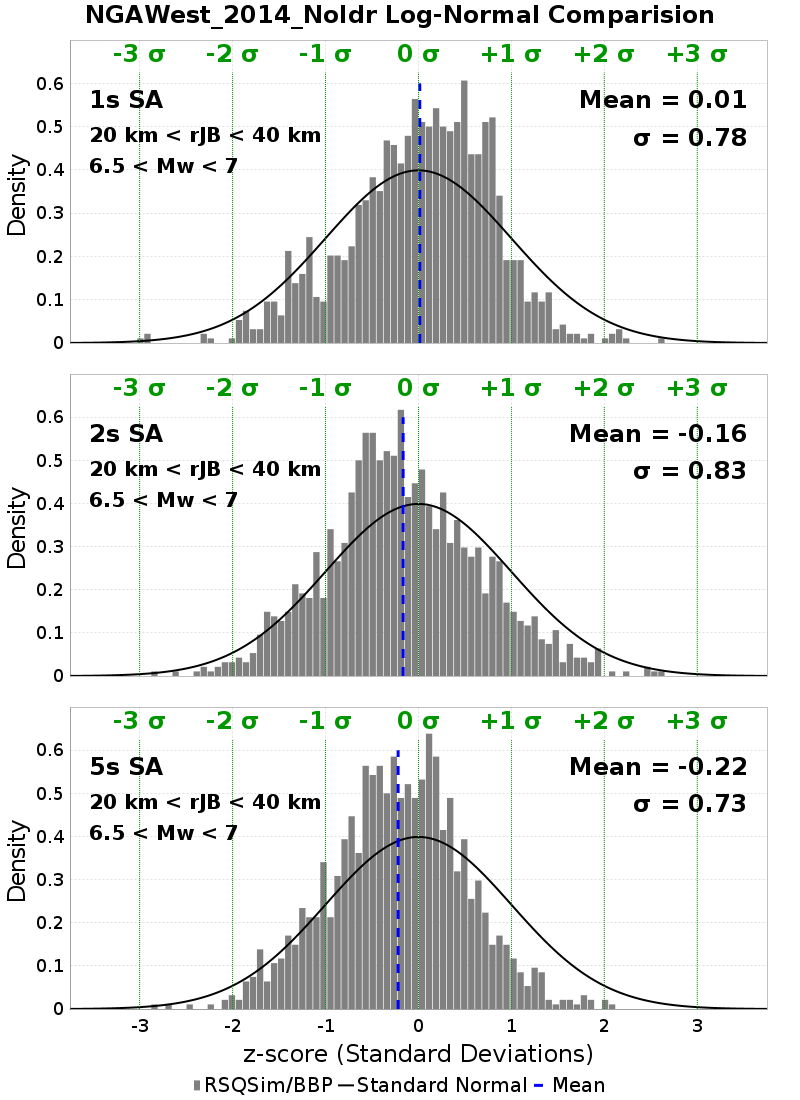 NGAWest_2014_NoIdr Log-Normal Comparision
-3 σ -2 σ -1 σ 0 σ +1 σ +2 σ +3 σ
1s SA Mean = 0.01
20 km < rJB < 40 km σ = 0.78
6.5 < Mw < 7
Density
0.6
0.5
0.4
0.3
0.2
0.1
0
-3 σ -2 σ -1 σ 0 σ +1 σ +2 σ +3 σ
2s SA Mean = -0.16
20 km < rJB < 40 km σ = 0.83
6.5 < Mw < 7
Density
0.6
0.5
0.4
0.3
0.2
0.1
0
-3 σ -2 σ -1 σ 0 σ +1 σ +2 σ +3 σ
5s SA Mean = -0.22
20 km < rJB < 40 km σ = 0.73
6.5 < Mw < 7
Density
0.6
0.5
0.4
0.3
0.2
0.1
0
-3 -2 -1 0 1 2 3
z-score (Standard Deviations)
RSQSim/BBP Standard Normal Mean